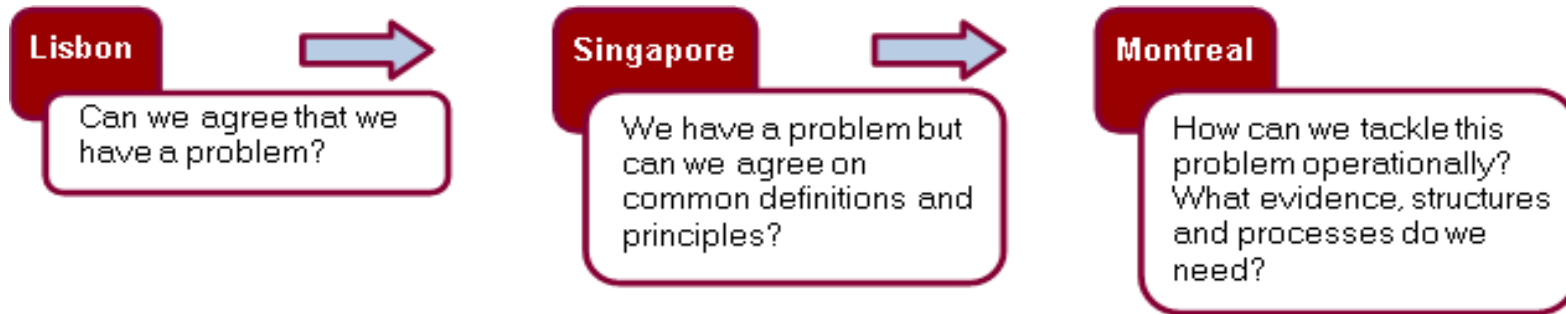 Lisbon
Can we agree that we
have a problem?
Singapore
We have a problem but
can we agree on
common definitions and
principles?
Montreal
How can we tackle this
problem operationally?
What evidence, structures
and processes do we
need?